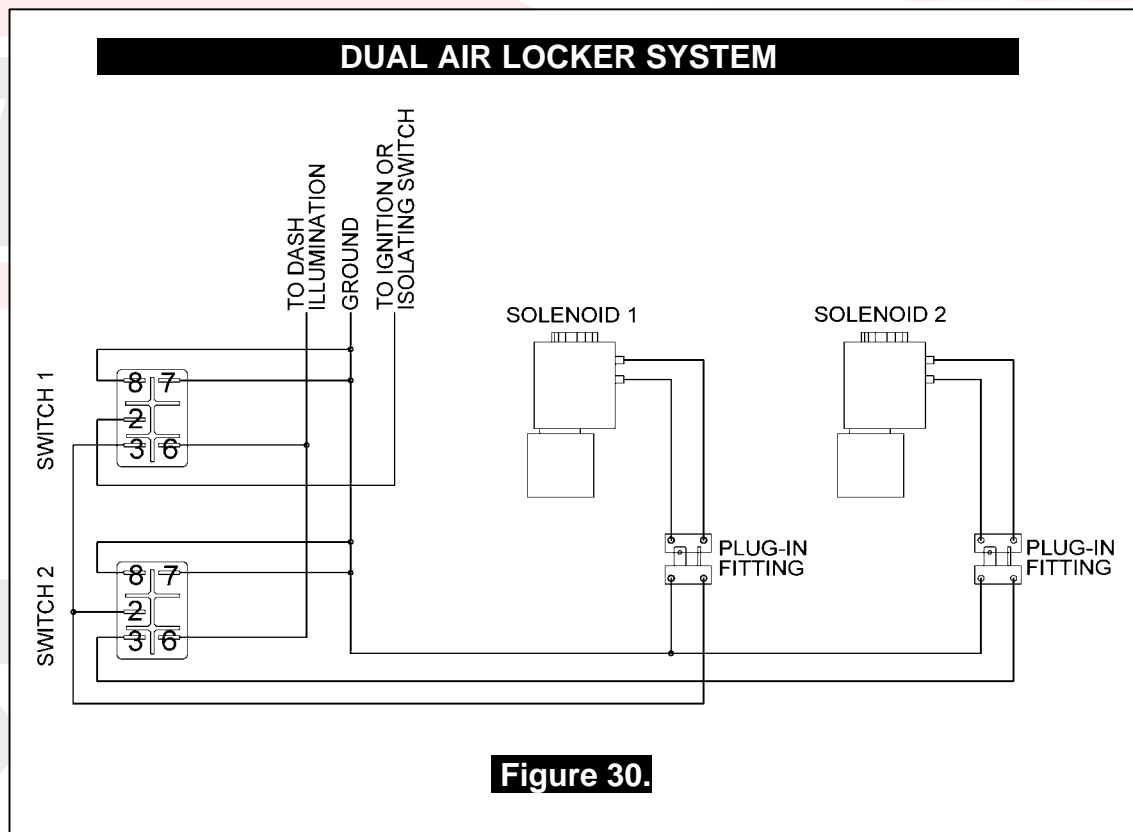 DUAL AIR LOCKER SYSTEM
TO DASH
ILLUMINATION
GROUND
TO IGNITION OR
ISOLATING SWITCH
SOLENOID 1
SOLENOID 2
SWITCH 1
8 7
2
3 6
PLUG-IN
FITTING
PLUG-IN
FITTING
SWITCH 2
8 7
2
3 6
Figure 30.